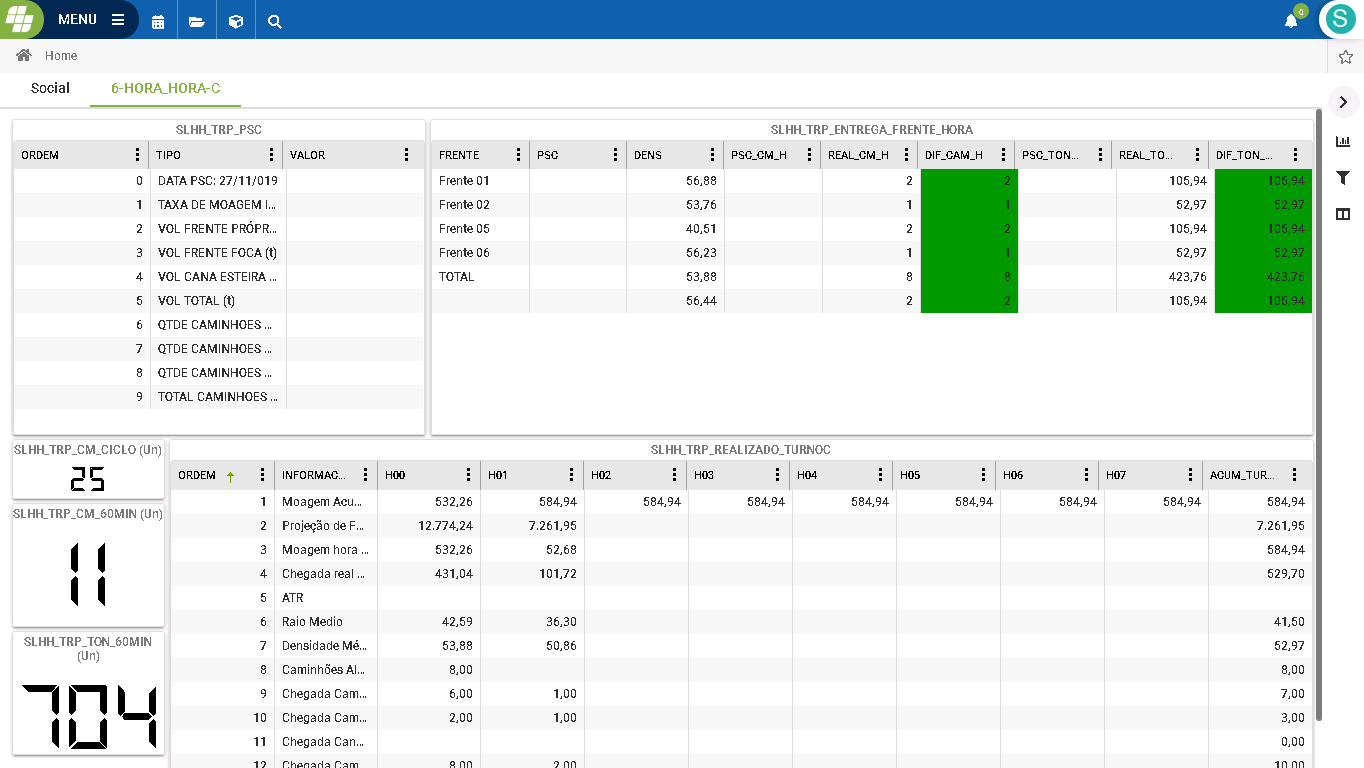 MENU
0
S
Home
Social 6-HORA_HORA-C
SLHH_TRP_PSC
ORDEM TIPO VALOR
0 DATA PSC: 27/11/019
1 TAXA DE MOAGEM I...
2 VOL FRENTE PRÓPR...
3 VOL FRENTE FOCA (t)
4 VOL CANA ESTEIRA ...
5 VOL TOTAL (t)
6 QTDE CAMINHOES ...
7 QTDE CAMINHOES ...
8 QTDE CAMINHOES ...
9 TOTAL CAMINHOES ...
SLHH_TRP_ENTREGA_FRENTE_HORA
FRENTE PSC DENS PSC_CM_H REAL_CM_H DIF_CAM_H PSC_TON... REAL_TO... DIF_TON_...
Frente 01 56,88 2 2 105,94 105,94
Frente 02 53,76 1 1 52,97 52,97
Frente 05 40,51 2 2 105,94 105,94
Frente 06 56,23 1 1 52,97 52,97
TOTAL 53,88 8 8 423,76 423,76
56,44 2 2 105,94 105,94
SLHH_TRP_CM_CICLO (Un)
25
SLHH_TRP_CM_60MIN (Un)
11
SLHH_TRP_TON_60MIN
(Un)
704
SLHH_TRP_REALIZADO_TURNOC
ORDEM INFORMAC... H00 H01 H02 H03 H04 H05 H06 H07 ACUM_TUR...
1 Moagem Acu... 532,26 584,94 584,94 584,94 584,94 584,94 584,94 584,94 584,94
2 Projeção de F... 12.774,24 7.261,95 7.261,95
3 Moagem hora ... 532,26 52,68 584,94
4 Chegada real ... 431,04 101,72 529,70
5 ATR
6 Raio Medio 42,59 36,30 41,50
7 Densidade Mé... 53,88 50,86 52,97
8 Caminhões Al... 8,00 8,00
9 Chegada Cam... 6,00 1,00 7,00
10 Chegada Cam... 2,00 1,00 3,00
11 Chegada Can... 0,00
12 Chegada Cam... 8,00 2,00 10,00